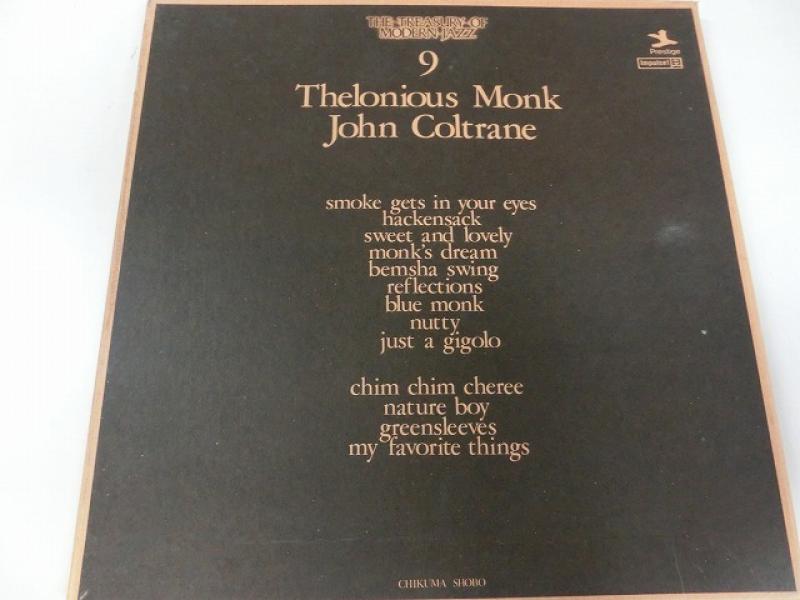 THE TREASURY OF
MODERN JAZZ
9
Prestige
impulse!
Thelonious Monk
John Coltrane
smoke gets in your eyes
hackensack
sweet and lovely
monk's dream
bemsha swing
reflections
blue monk
nutty
just a gigolo
chim chim cheree
nature boy
greensleeves
my favorite things
CHIKUMA SHOBO